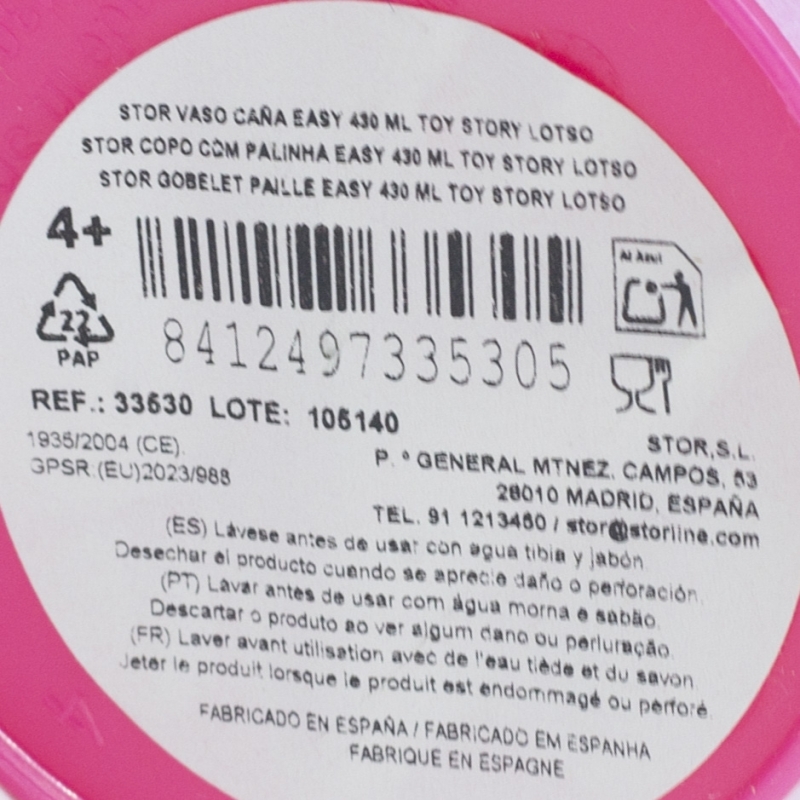 STOR VASO CAÑA EASY 430 ML TOY STORY LOTSO
STOR COPO COM PALINHA EASY 430 ML TOY STORY LOTSO
STOR GOBELET PAILLE EASY 430 ML TOY STORY LOTSO
4+
Al Azul
22
PAP
8412497335305
REF.: 33530 LOTE: 105140
1935/2004 (CE).
GPSR:(EU)2023/988
STOR,S.L.
P. º GENERAL MTNEZ. CAMPOS, 53
28010 MADRID, ESPAÑA
TEL. 91 1213450 / stor@storline.com
(ES) Lávese antes de usar con agua tibia y jabón.
Desechar el producto cuando se aprecie daño o perforación.
(PT) Lavar antes de usar com água morna e sabão.
Descartar o produto ao ver algum dano ou perfuração.
(FR) Laver avant utilisation avec de l'eau tiède et du savon.
Jeter le produit lorsque le produit est endommagé ou perforé.
FABRICADO EN ESPAÑA / FABRICADO EM ESPANHA
FABRIQUE EN ESPAGNE